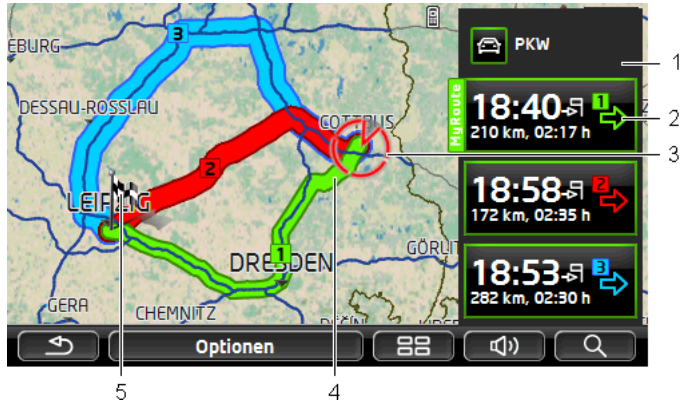 EBURG
3
PKW
1
DESSAU-ROSSLAU
COTTBUS
MyRoute
18:40
1
210 km, 02:17 h
2
3
2
18:58
2
172 km, 02:35 h
LEIPZIG
DRESDEN
1
GÖRLIT
18:53
3
282 km, 02:30 h
GERA
CHEMNITZ
Optionen
5
4